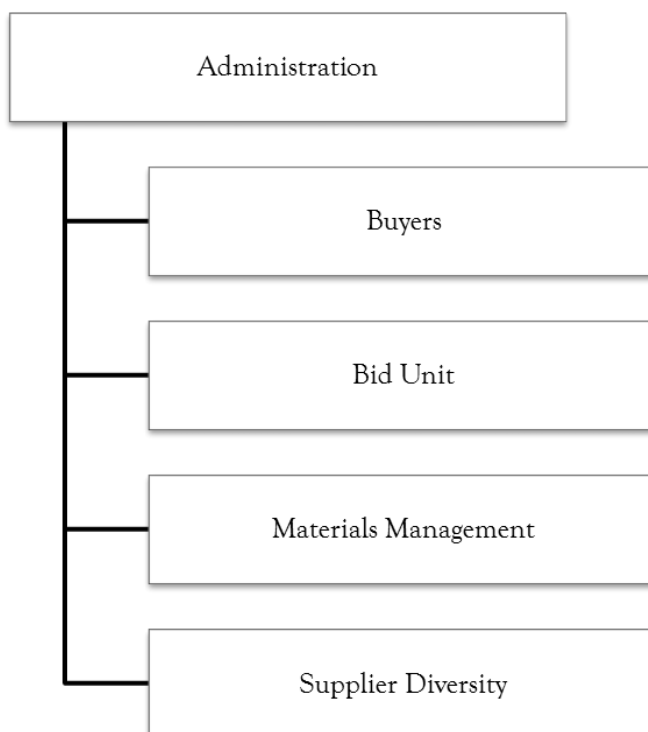 Administration
Buyers
Bid Unit
Materials Management
Supplier Diversity